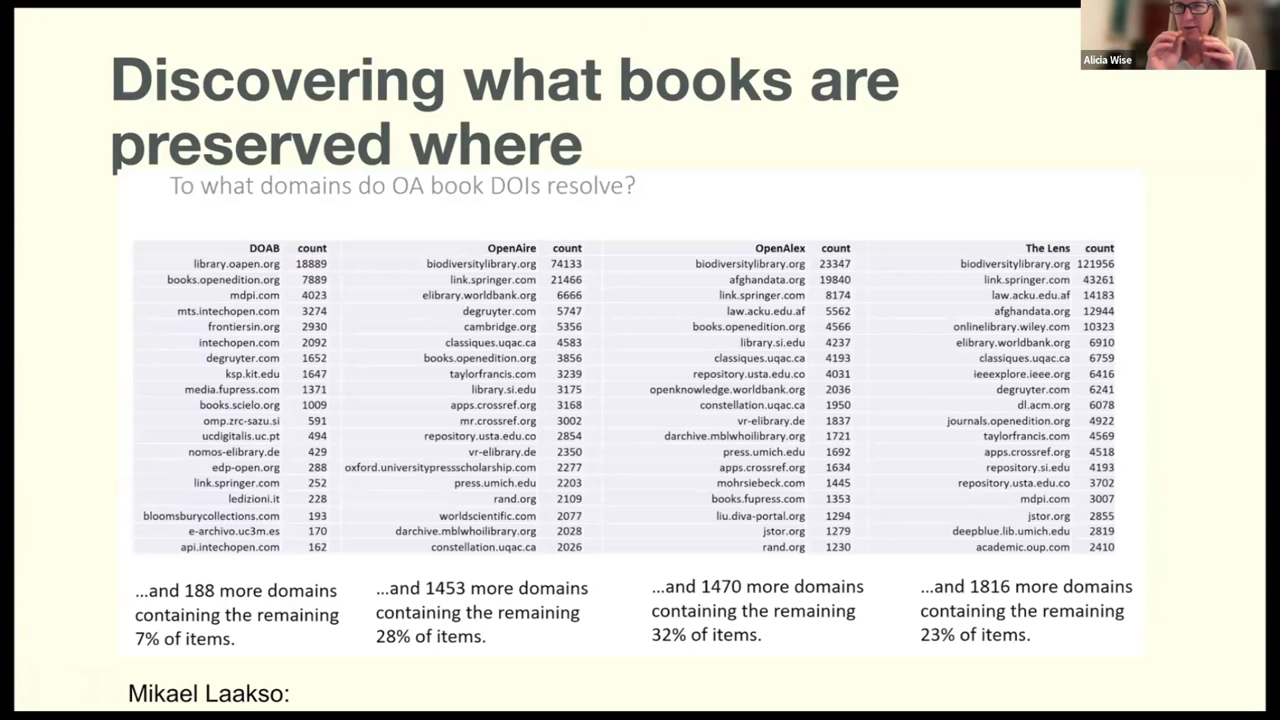 Alicia Wise
Discovering what books are
preserved where
To what domains do OA book DOIs resolve?
DOAB count OpenAire count OpenAlex count The Lens count
library.oapen.org 18889 biodiversitylibrary.org 74133 biodiversitylibrary.org 23347 biodiversitylibrary.org 121956
books.openedition.org 7889 link.springer.com 21466 afghandata.org 19840 link.springer.com 43261
mdpi.com 4023 elibrary.worldbank.org 6666 link.springer.com 8174 law.acku.edu.af 14183
mts.intechopen.com 3274 degruyter.com 5747 law.acku.edu.af 5562 afghandata.org 12944
frontiersin.org 2930 cambridge.org 5356 books.openedition.org 4566 onlinelibrary.wiley.com 10323
intechopen.com 2092 classiques.uqac.ca 4583 library.si.edu 4237 elibrary.worldbank.org 6910
degruyter.com 1652 books.openedition.org 3856 classiques.uqac.ca 4193 classiques.uqac.ca 6759
ksp.kit.edu 1647 taylorfrancis.com 3239 repository.usta.edu.co 4031 ieeexplore.ieee.org 6416
media.fupress.com 1371 library.si.edu 3175 openknowledge.worldbank.org 2036 degruyter.com 6241
books.scielo.org 1009 apps.crossref.org 3168 constellation.uqac.ca 1950 dl.acm.org 6078
omp.zrc-sazu.si 591 mr.crossref.org 3002 vr-elibrary.de 1837 journals.openedition.org 4922
ucdigitalis.uc.pt 494 repository.usta.edu.co 2854 darchive.mblwhoilibrary.org 1721 taylorfrancis.com 4569
nomos-elibrary.de 429 vr-elibrary.de 2350 press.umich.edu 1692 apps.crossref.org 4518
edp-open.org 288 oxford.universitypressscholarship.com 2277 apps.crossref.org 1634 repository.si.edu 4193
link.springer.com 252 press.umich.edu 2203 mohrsiebeck.com 1445 repository.usta.edu.co 3702
ledizioni.it 228 rand.org 2109 books.fupress.com 1353 mdpi.com 3007
bloomsburycollections.com 193 worldscientific.com 2077 liu.diva-portal.org 1294 jstor.org 2855
e-archivo.uc3m.es 170 darchive.mblwhoilibrary.org 2028 jstor.org 1279 deepblue.lib.umich.edu 2819
api.intechopen.com 162 constellation.uqac.ca 2026 rand.org 1230 academic.oup.com 2410
...and 188 more domains
containing the remaining
7% of items.
...and 1453 more domains
containing the remaining
28% of items.
...and 1470 more domains
containing the remaining
32% of items.
...and 1816 more domains
containing the remaining
23% of items.
Mikael Laakso: